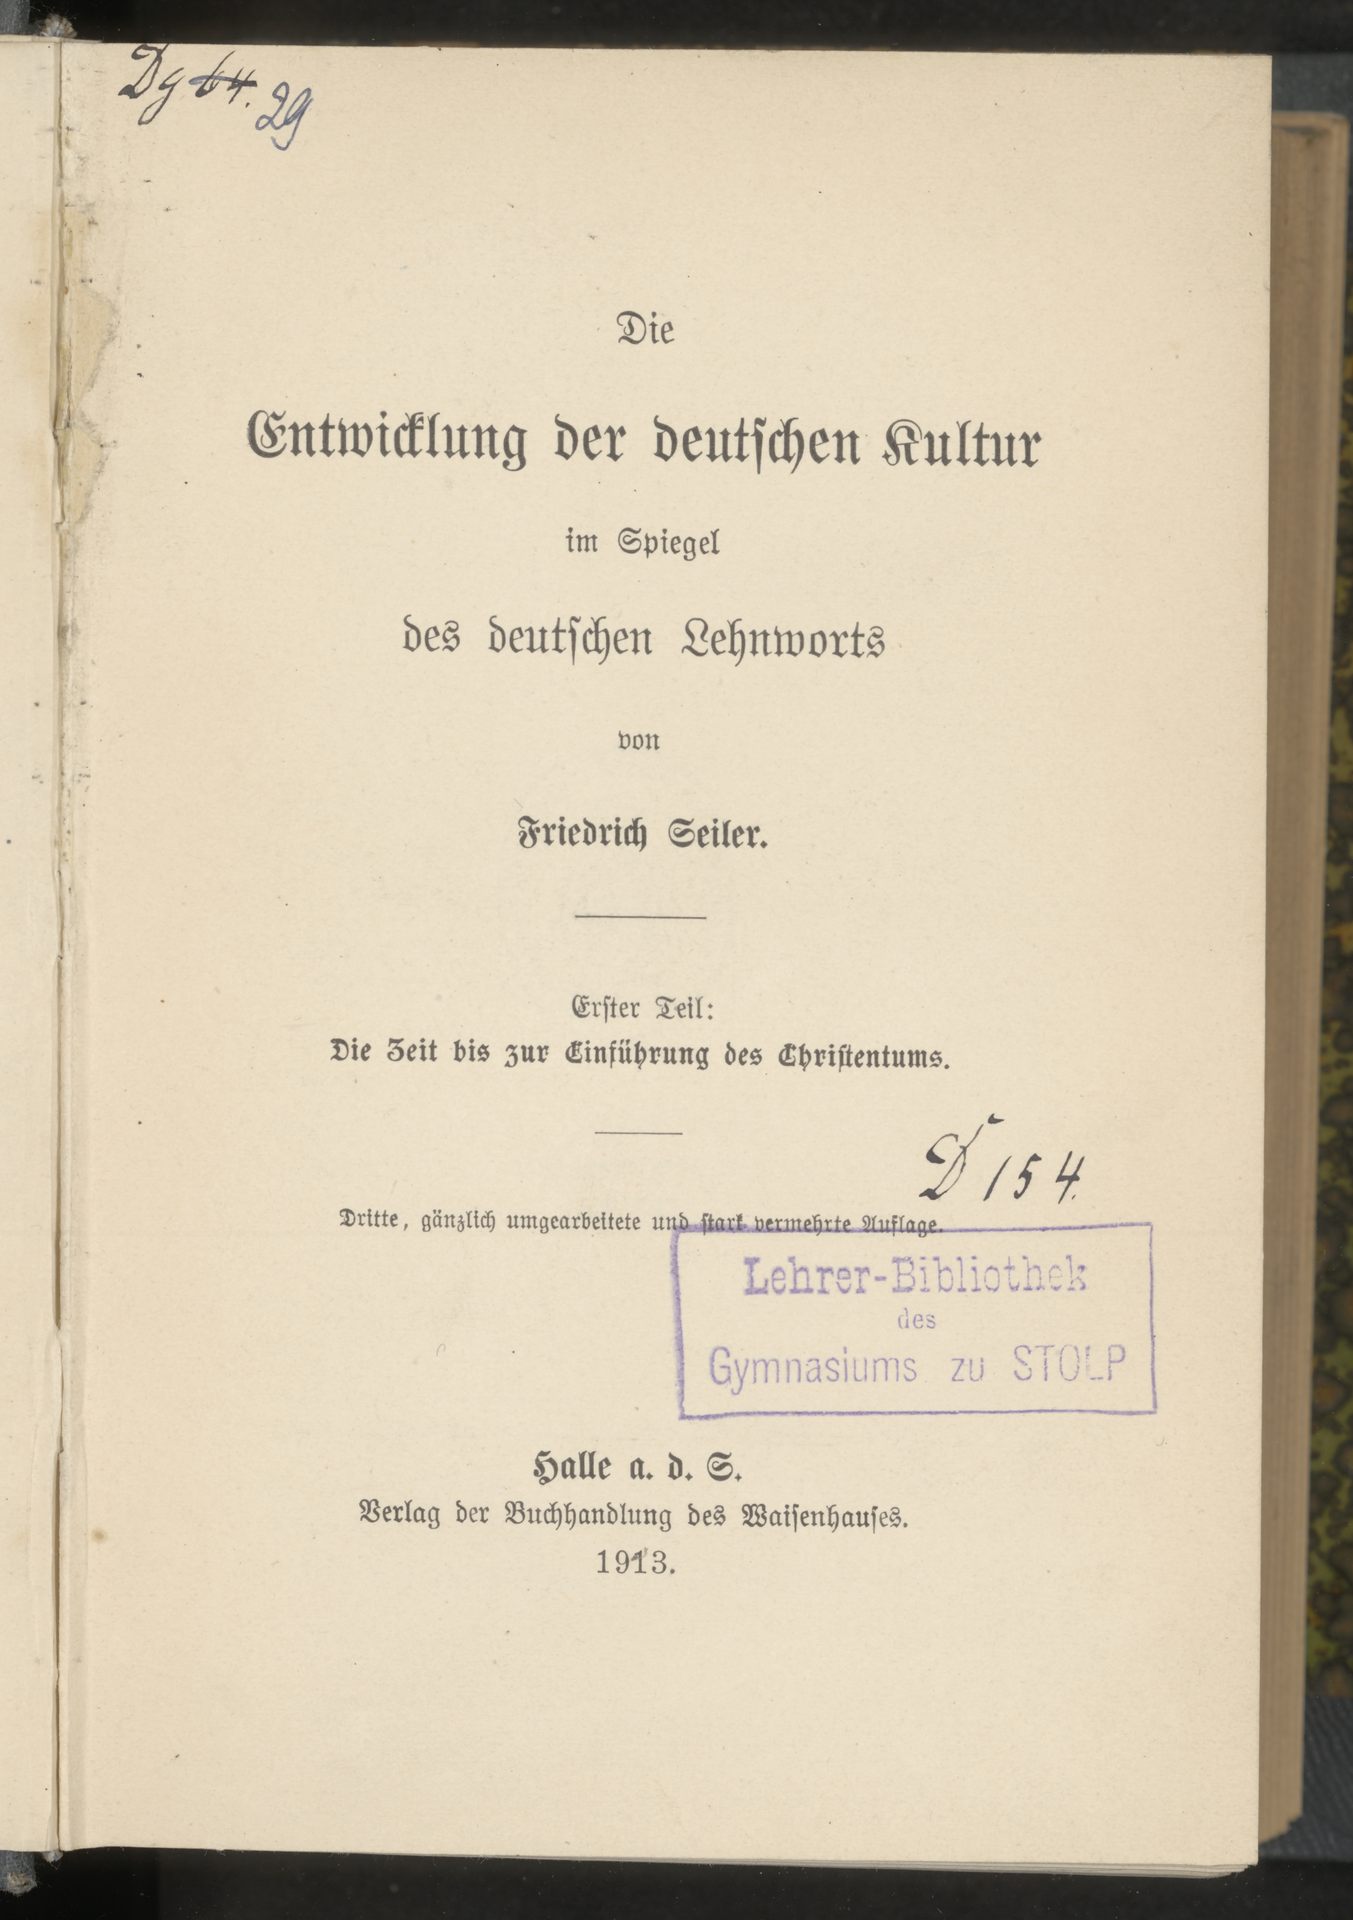 Dg 64. 29
Die
Entwicklung der deutschen Kultur
im Spiegel
des deutschen Lehnworts
von
Friedrich Seiler.
Erster Teil:
Die Zeit bis zur Einführung des Christentums.
D 154.
Dritte, gänzlich umgearbeitete und stark vermehrte Auflage.
Lehrer-Bibliothek
des
Gymnasiums zu STOLP
Halle a. d. S.
Verlag der Buchhandlung des Waisenhauses.
1913.